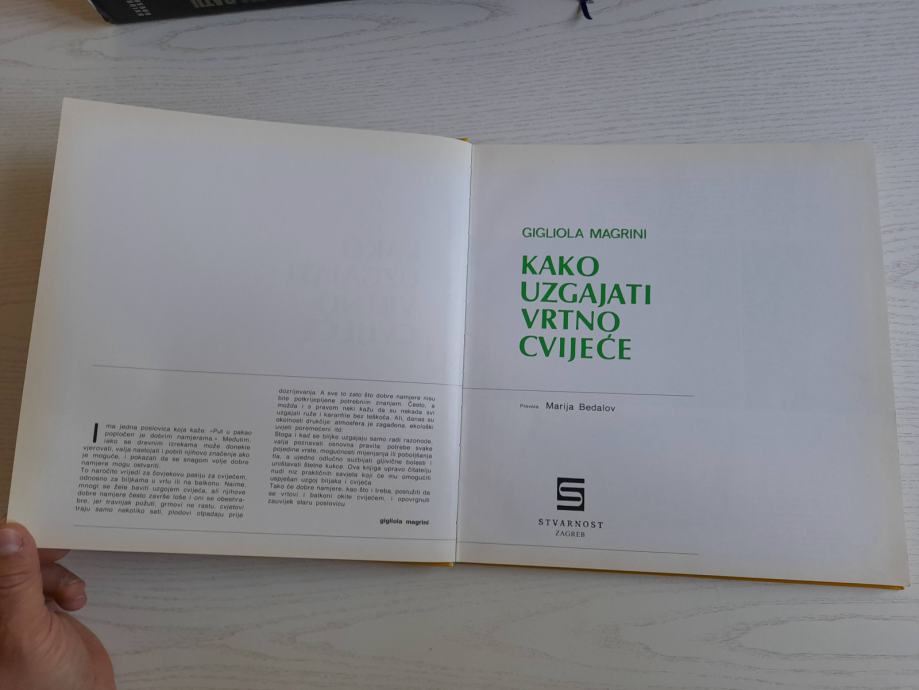 Ima jedna poslovica koja kaže: »Put u pakao
popločen je dobrim namjerama.« Međutim,
iako se drevnim izrekama može donekle
vjerovati, valja nastojati i pobiti njihovo značenje ako
je moguće, i pokazati da se snagom volje dobre
namjere mogu ostvariti.
To naročito vrijedi za čovjekovu pasiju za cvijećem,
odnosno za biljkama u vrtu ili na balkonu. Naime,
mnogi se žele baviti uzgojem cvijeća, ali njihove
dobre namjere često završe loše i oni se obeshra-
bre, jer travnjak požuti, grmovi ne rastu, cvjetovi
traju samo nekoliko sati, plodovi otpadaju prije
dozrijevanja. A sve to zato što dobre namjere nisu
bile potkrijepljene potrebnim znanjem. Često, a
možda i s pravom neki kažu da su nekada svi
uzgajali ruže i karanfile bez teškoća. Ali, danas su
okolnosti drukčije: atmosfera je zagađena, ekološki
uvjeti poremećeni itd.
Stoga i kad se biljke uzgajaju samo radi razonode,
valja poznavati osnovna pravila: potrebe svake
pojedine vrste, mogućnosti mijenjanja ili poboljšanja
tla, a ujedno odlučno suzbijati gljivične bolesti i
uništavati štetne kukce. Ova knjiga upravo čitatelju
nudi niz praktičnih savjeta koji će mu omogućiti
uspješan uzgoj biljaka i cvijeća.
Tako će dobre namjere, kao što i treba, poslužiti da
se vrtovi i balkoni okite cvijećem, i opovrgnuti
zauvijek staru poslovicu.
gigliola magrini
GIGLIOLA MAGRINI
KAKO
UZGAJATI
VRTNO
CVIJEĆE
Prevela Marija Bedalov
STVARNOST
ZAGREB